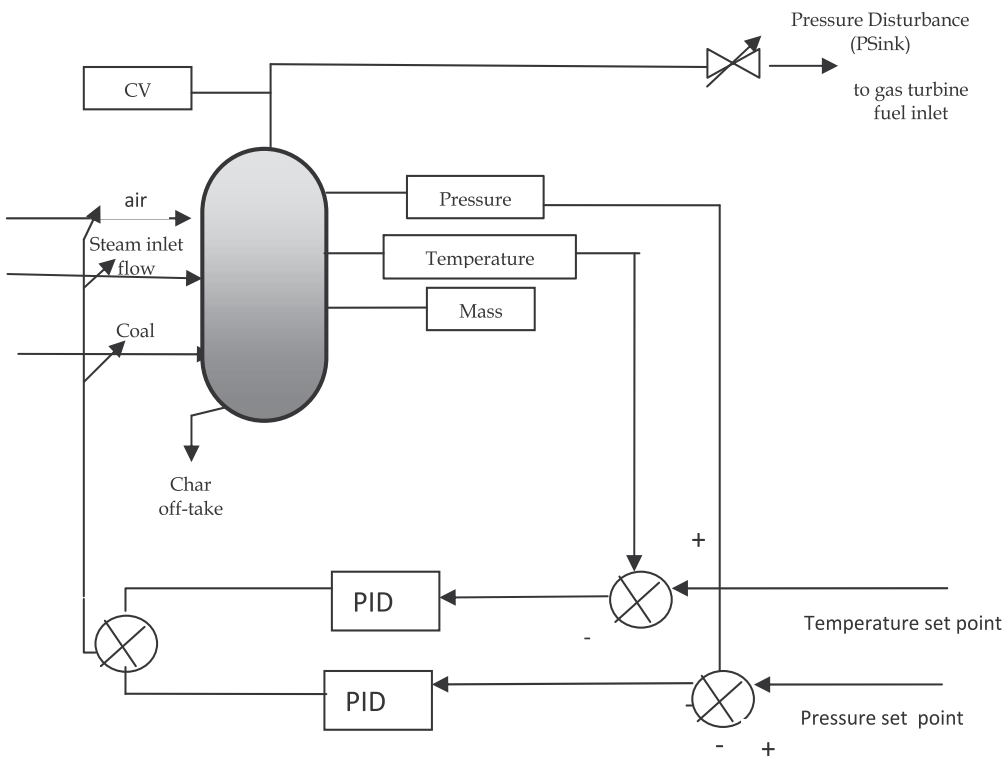 Pressure Disturbance
(PSink)
CV
to gas turbine
fuel inlet
air
Pressure
Steam inlet
flow
Temperature
Mass
Coal
Char
off-take
+
PID
Temperature set point
-
PID
-
Pressure set point
- +